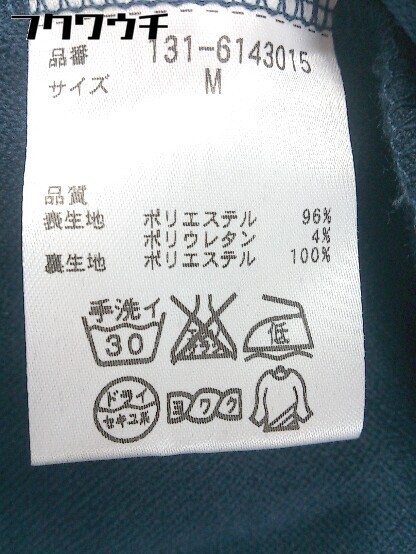 フクワウチ
品番 131-6143015
サイズ M
品質
表生地 ポリエステル 96%
ポリウレタン 4%
裏生地 ポリエステル 100%
手洗イ
30 低
ドライ
セキユ系 ヨワク